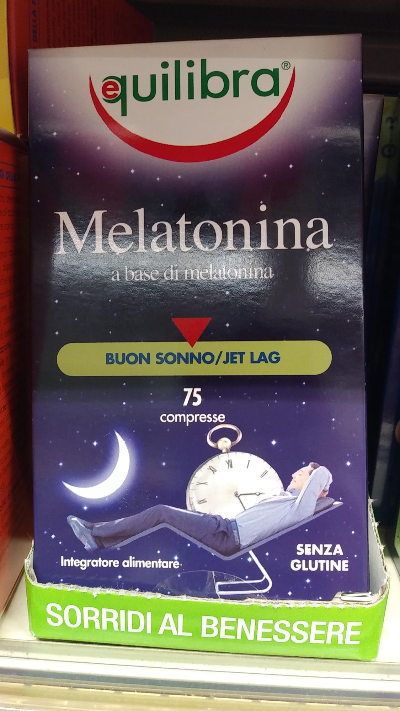 equilibra®
Melatonina
a base di melatonina
BUON SONNO/JET LAG
75
compresse
Integratore alimentare
SENZA
GLUTINE
SORRIDI AL BENESSERE